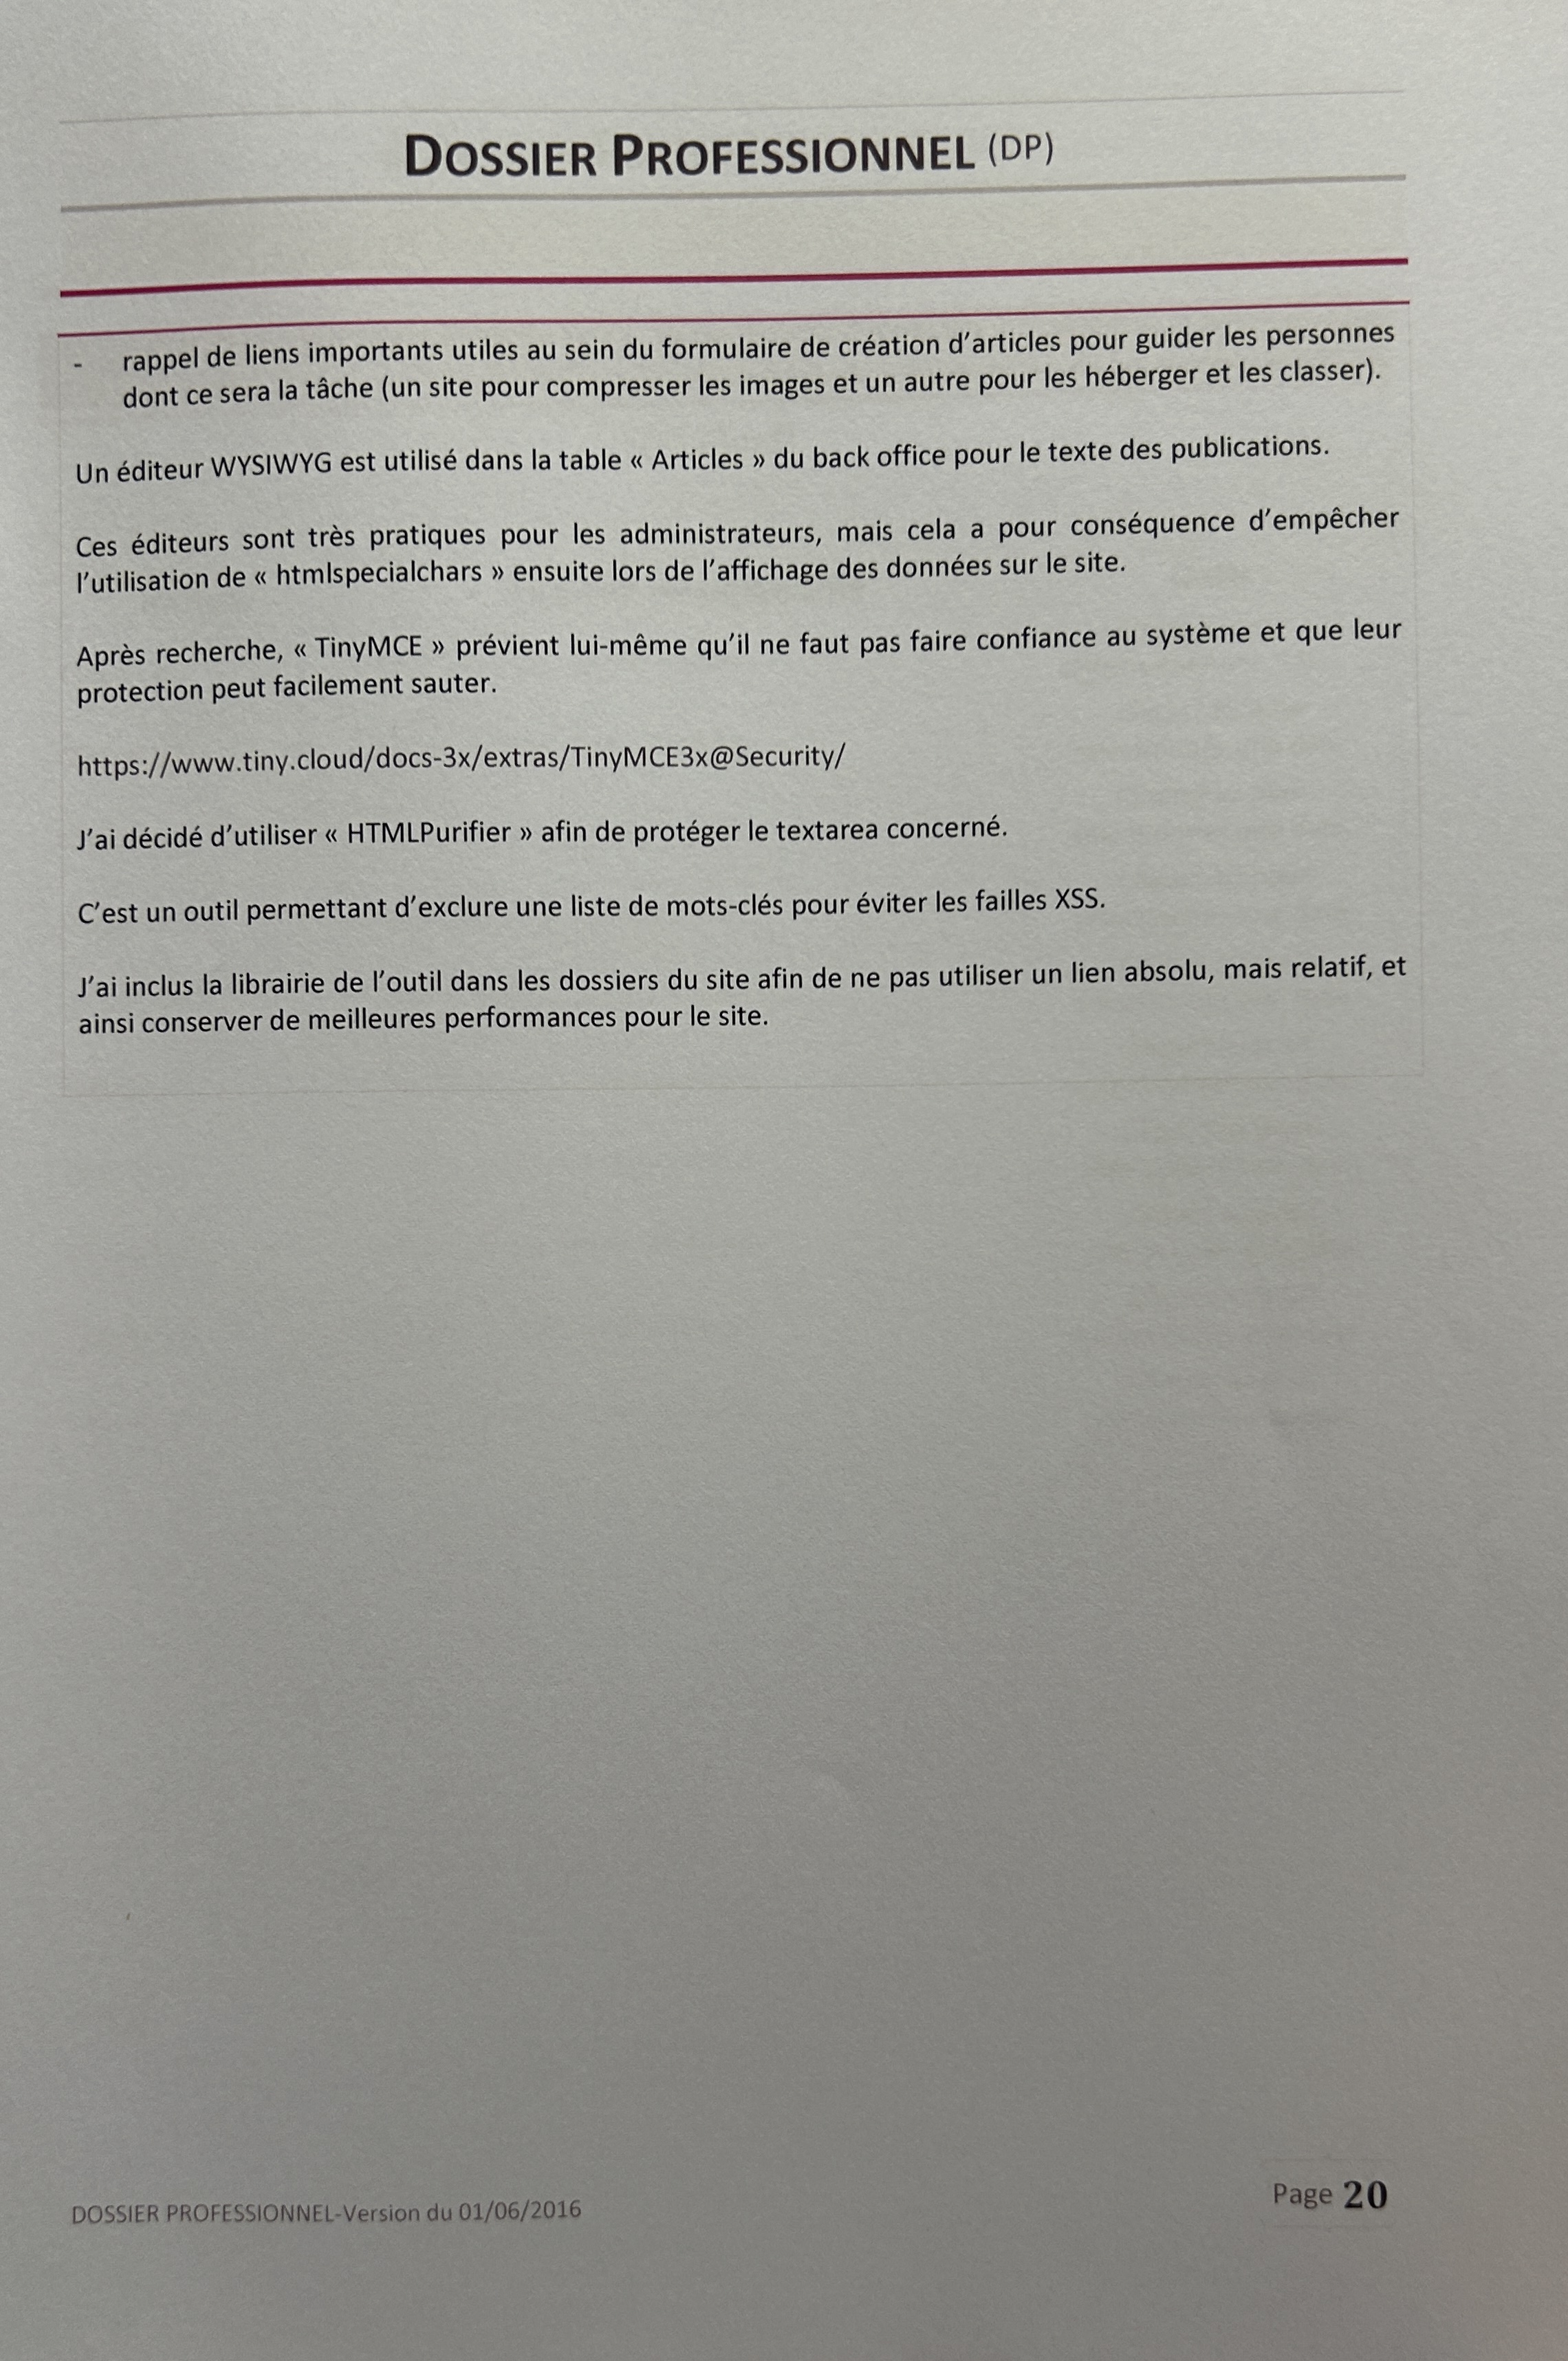 DOSSIER PROFESSIONNEL (DP)
- rappel de liens importants utiles au sein du formulaire de création d’articles pour guider les personnes
dont ce sera la tâche (un site pour compresser les images et un autre pour les héberger et les classer).
Un éditeur WYSIWYG est utilisé dans la table « Articles » du back office pour le texte des publications.
Ces éditeurs sont très pratiques pour les administrateurs, mais cela a pour conséquence d’empêcher
l’utilisation de « htmlspecialchars » ensuite lors de l’affichage des données sur le site.
Après recherche, « TinyMCE » prévient lui-même qu’il ne faut pas faire confiance au système et que leur
protection peut facilement sauter.
https://www.tiny.cloud/docs-3x/extras/TinyMCE3x@Security/
J’ai décidé d’utiliser « HTMLPurifier » afin de protéger le textarea concerné.
C’est un outil permettant d’exclure une liste de mots-clés pour éviter les failles XSS.
J’ai inclus la librairie de l’outil dans les dossiers du site afin de ne pas utiliser un lien absolu, mais relatif, et
ainsi conserver de meilleures performances pour le site.
DOSSIER PROFESSIONNEL-Version du 01/06/2016
Page 20